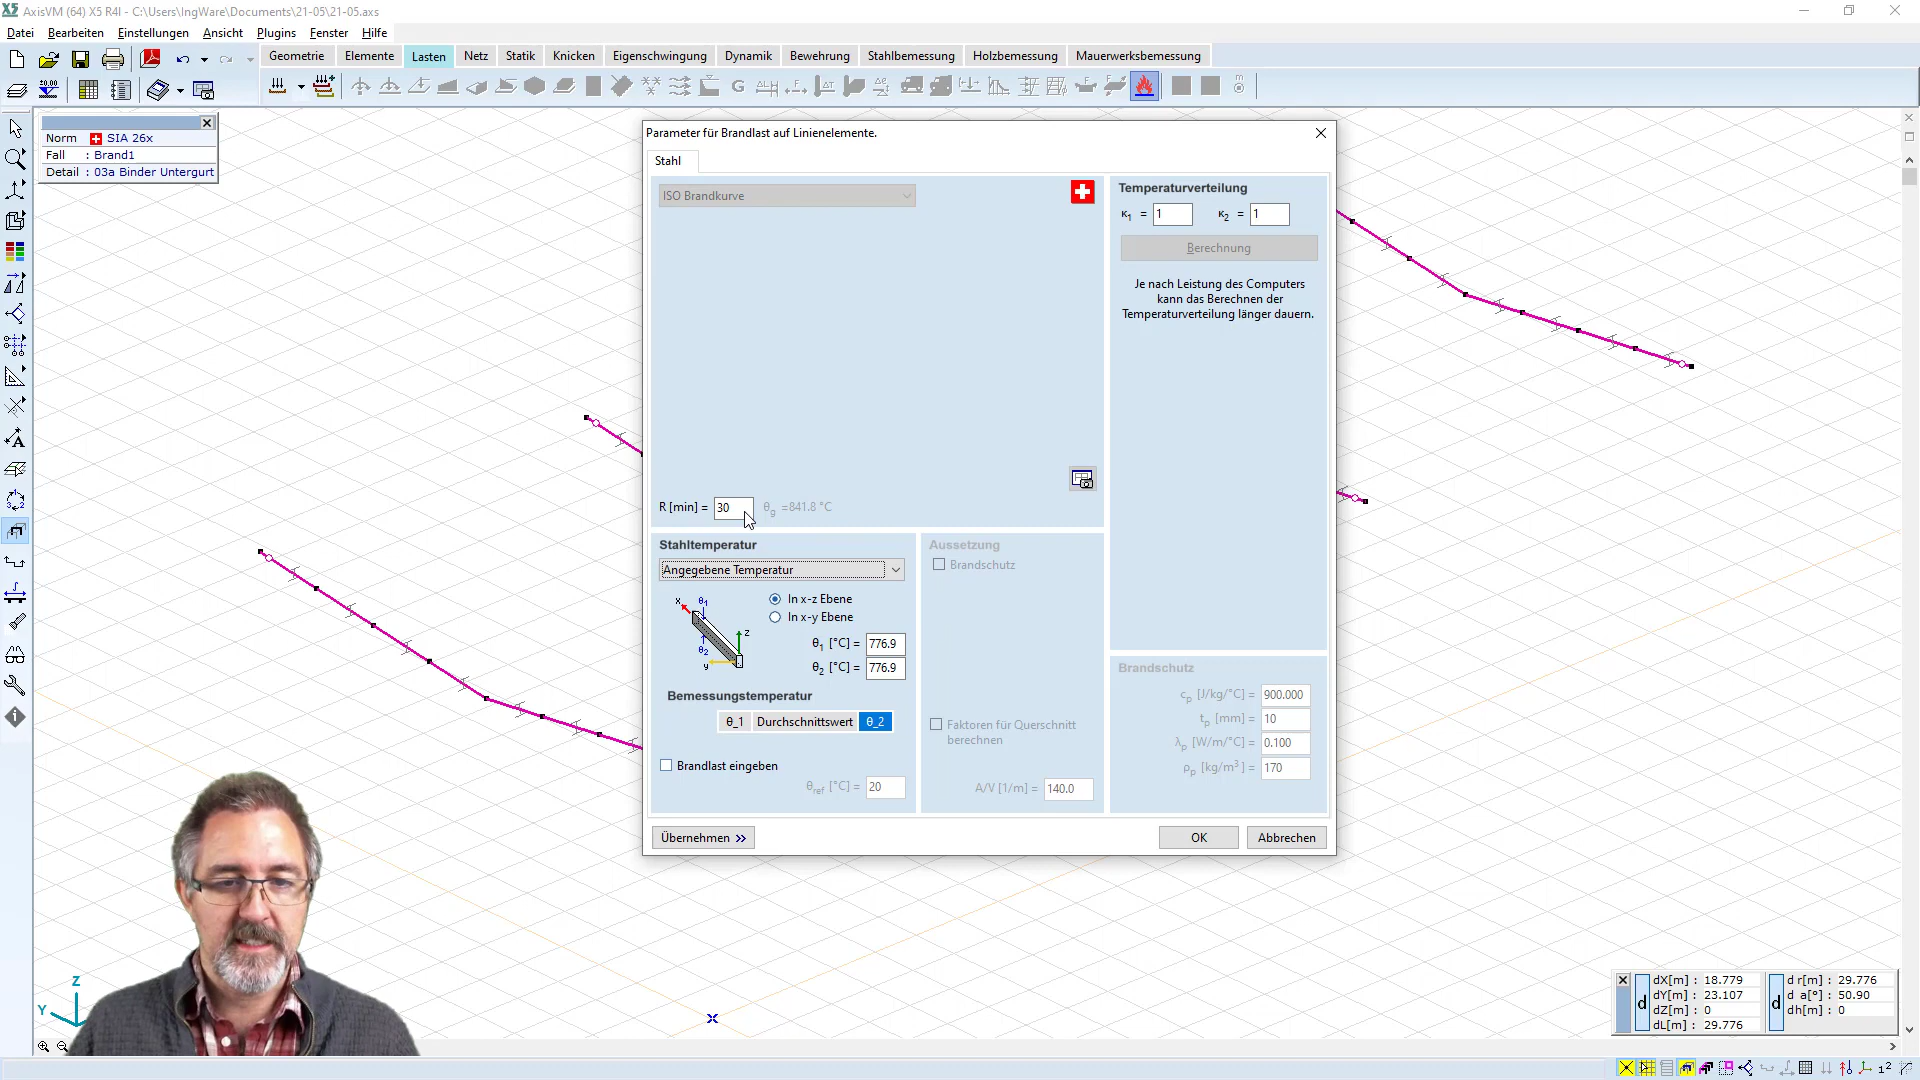 AxisVM (64) X5 R4I - C:\Users\IngWare\Documents\21-05\21-05.axs
Datei Bearbeiten Einstellungen Ansicht Plugins Fenster Hilfe
Geometrie Elemente Lasten Netz Statik Knicken Eigenschwingung Dynamik Bewehrung Stahlbemessung Holzbemessung Mauerwerksbemessung
Norm SIA 26x
Fall : Brand1
Detail : 03a Binder Untergurt
Parameter für Brandlast auf Linienelemente.
Stahl
ISO Brandkurve
R [min] = 30 θg =841.8 °C
Stahltemperatur
Angegebene Temperatur
In x-z Ebene
In x-y Ebene
θ1 [°C] = 776.9
θ2 [°C] = 776.9
x θ1 z θ2 y
Bemessungstemperatur
θ_1 Durchschnittswert θ_2
Brandlast eingeben
θref [°C] = 20
Aussetzung
Brandschutz
Faktoren für Querschnitt
berechnen
A/V [1/m] = 140.0
Temperaturverteilung
κ1 = 1 κ2 = 1
Berechnung
Je nach Leistung des Computers
kann das Berechnen der
Temperaturverteilung länger dauern.
Brandschutz
cp [J/kg/°C] = 900.000
tp [mm] = 10
λp [W/m/°C] = 0.100
ρp [kg/m³] = 170
Übernehmen >> OK Abbrechen
Z
Y
dX[m] : 18.779
dY[m] : 23.107
dZ[m] : 0
dL[m] : 29.776
d r[m] : 29.776
d a[°] : 50.90
dh[m] : 0